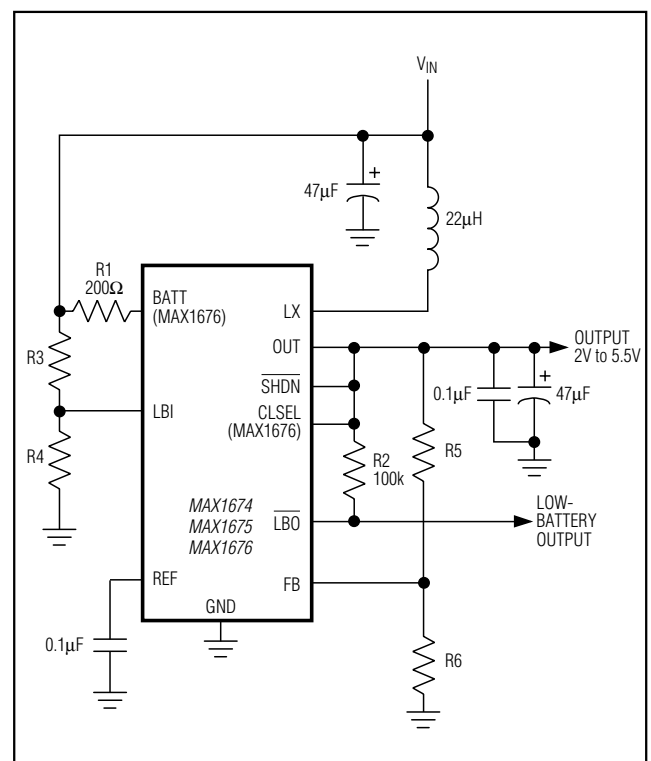 VIN
47µF
+
22µH
R1
200Ω
BATT
(MAX1676)
LX
OUT
OUTPUT
2V to 5.5V
R3
SHDN
0.1µF
+
47µF
LBI
CLSEL
(MAX1676)
R4
R2
100k
R5
MAX1674
MAX1675
MAX1676
LBO
LOW-
BATTERY
OUTPUT
REF
FB
GND
0.1µF
R6